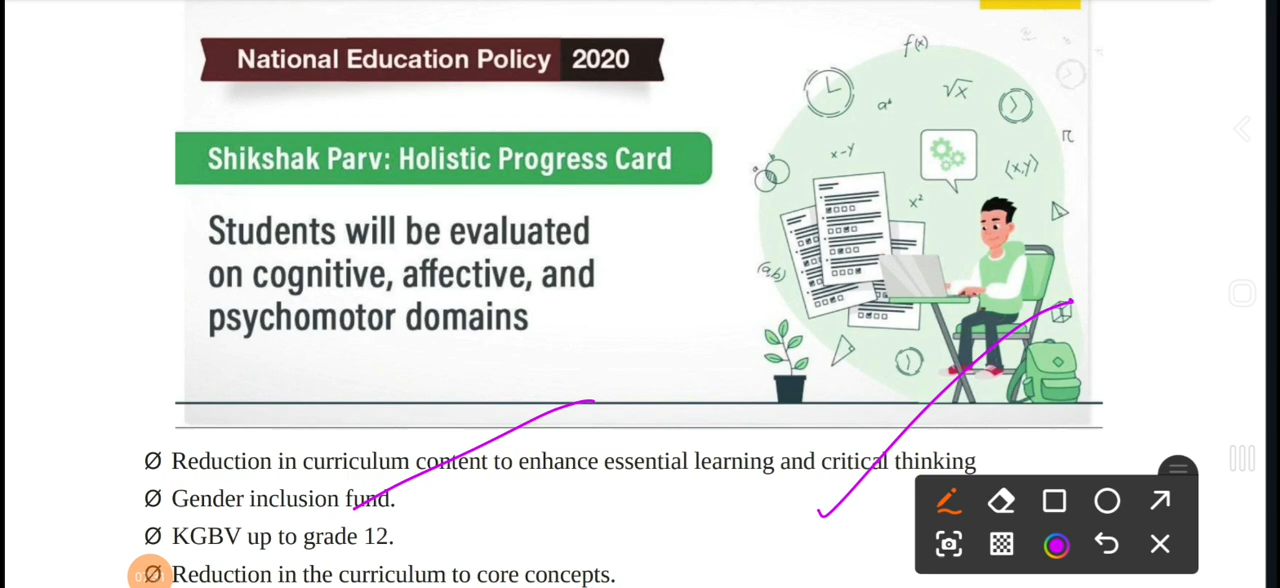 National Education Policy 2020
f(x)
√x
a⁶
π
x-y
(x,y)
x²
Shikshak Parv: Holistic Progress Card
Students will be evaluated
on cognitive, affective, and
psychomotor domains
(a,b)
Ø Reduction in curriculum content to enhance essential learning and critical thinking
Ø Gender inclusion fund.
Ø KGBV up to grade 12.
Ø Reduction in the curriculum to core concepts.